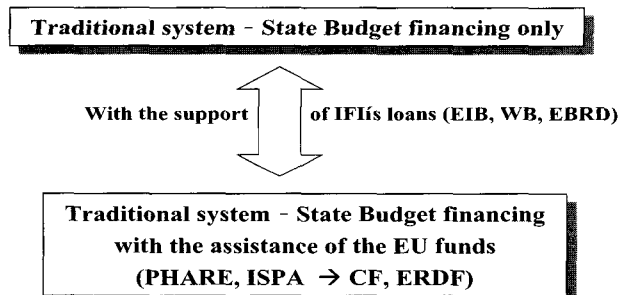 Traditional system - State Budget financing only
With the support of IFIís loans (EIB, WB, EBRD)
Traditional system - State Budget financing
with the assistance of the EU funds
(PHARE, ISPA → CF, ERDF)